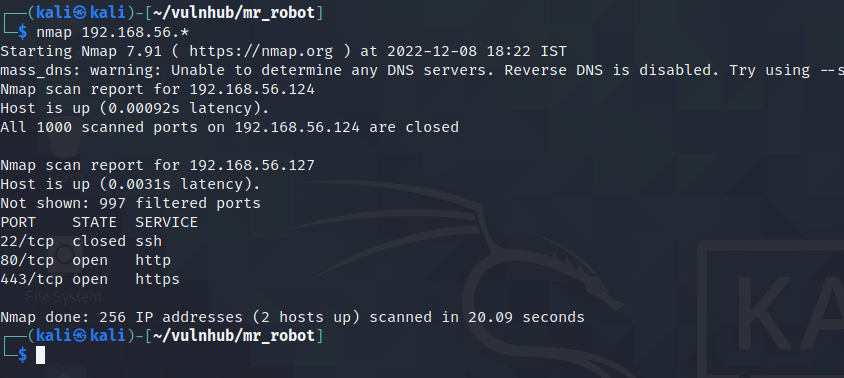 ┌──(kali㉿kali)-[~/vulnhub/mr_robot]
└─$ nmap 192.168.56.*
Starting Nmap 7.91 ( https://nmap.org ) at 2022-12-08 18:22 IST
mass_dns: warning: Unable to determine any DNS servers. Reverse DNS is disabled. Try using --s
Nmap scan report for 192.168.56.124
Host is up (0.00092s latency).
All 1000 scanned ports on 192.168.56.124 are closed

Nmap scan report for 192.168.56.127
Host is up (0.0031s latency).
Not shown: 997 filtered ports
PORT    STATE  SERVICE
22/tcp  closed ssh
80/tcp  open   http
443/tcp open   https
File System
Nmap done: 256 IP addresses (2 hosts up) scanned in 20.09 seconds
┌──(kali㉿kali)-[~/vulnhub/mr_robot]
└─$
KA